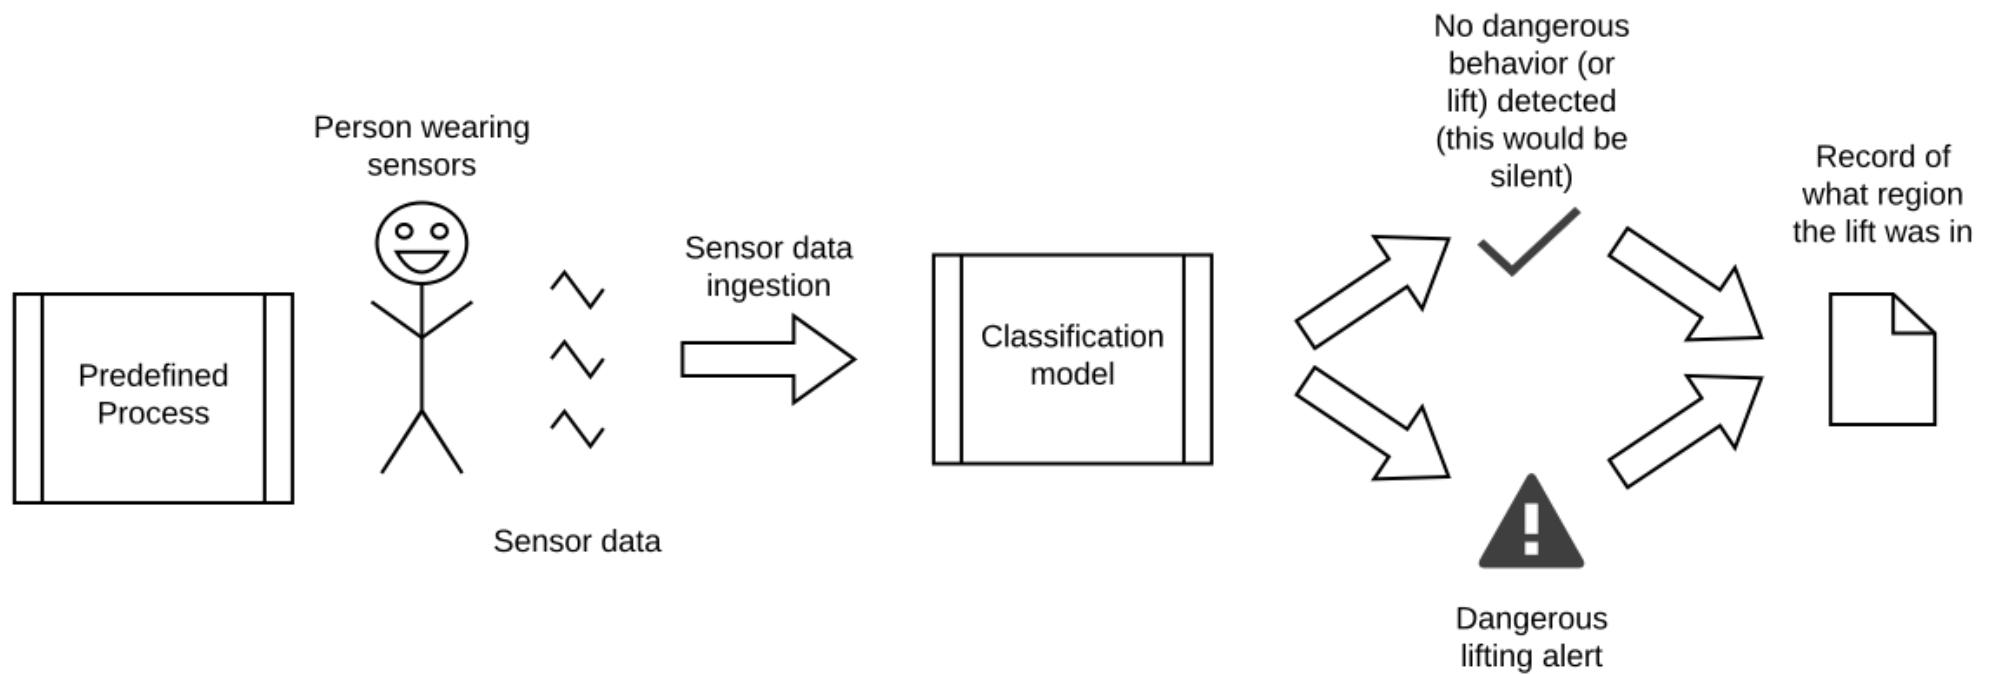 Predefined
Process
Person wearing
sensors
Sensor data
Sensor data
ingestion
Classification
model
No dangerous
behavior (or
lift) detected
(this would be
silent)
Dangerous
lifting alert
Record of
what region
the lift was in